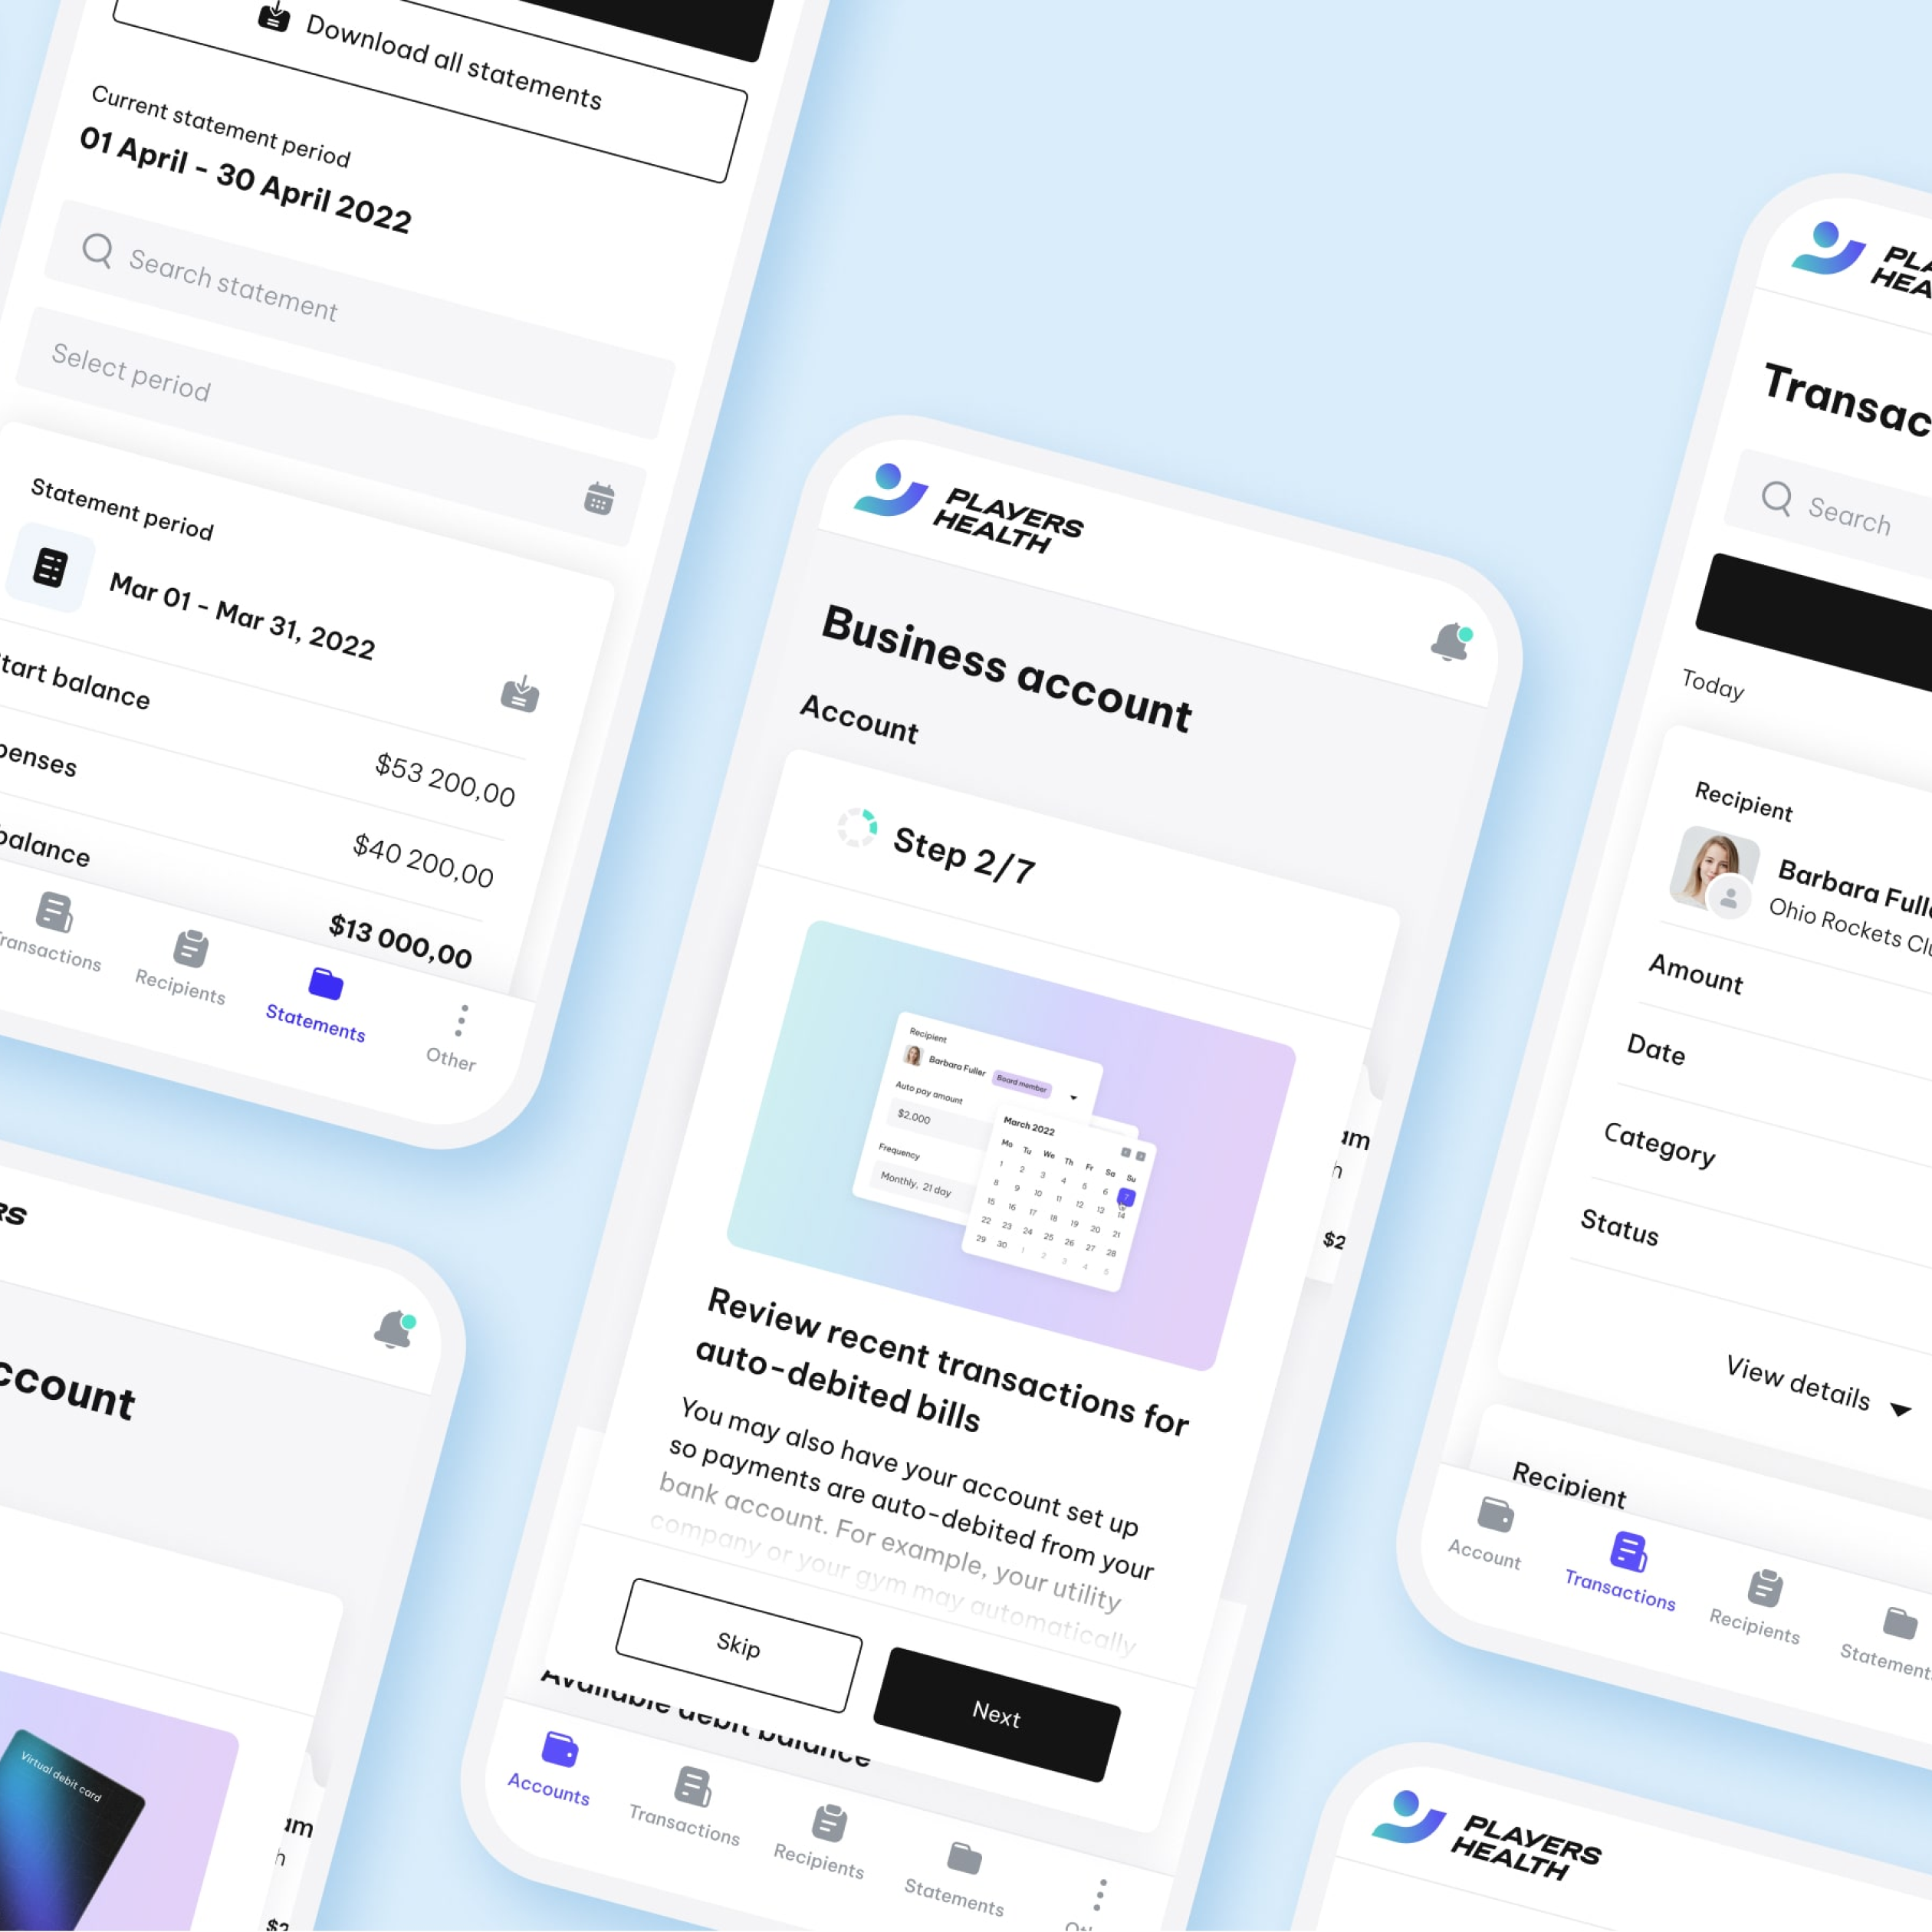 Download all statements
Current statement period
01 April - 30 April 2022
Search statement
Select period
Statement period
Mar 01 - Mar 31, 2022
tart balance
$53 200,00
penses
$40 200,00
balance
$13 000,00
ransactions
Recipients
Statements
Other
PLAYERS
HEALTH
Business account
Account
Step 2/7
Recipient
Barbara Fuller
Board member
Auto pay amount
$2,000
Frequency
Monthly, 21 day
March 2022
Mo Tu We Th Fr Sa Su
1 2 3 4 5 6 7
8 9 10 11 12 13 14
15 16 17 18 19 20 21
22 23 24 25 26 27 28
29 30 1 2 3 4 5
am
h
$2
Review recent transactions for
auto-debited bills
You may also have your account set up
so payments are auto-debited from your
bank account. For example, your utility
company or your gym may automatically
Skip
Next
Available debit balance
Accounts
Transactions
Recipients
Statements
PLA
HEA
Transac
Search
Today
Recipient
Barbara Fulle
Ohio Rockets Clu
Amount
Date
Category
Status
View details
Recipient
Account
Transactions
Recipients
Statement
RS
ccount
Virtual debit card
am
h
$2
PLAYERS
HEALTH